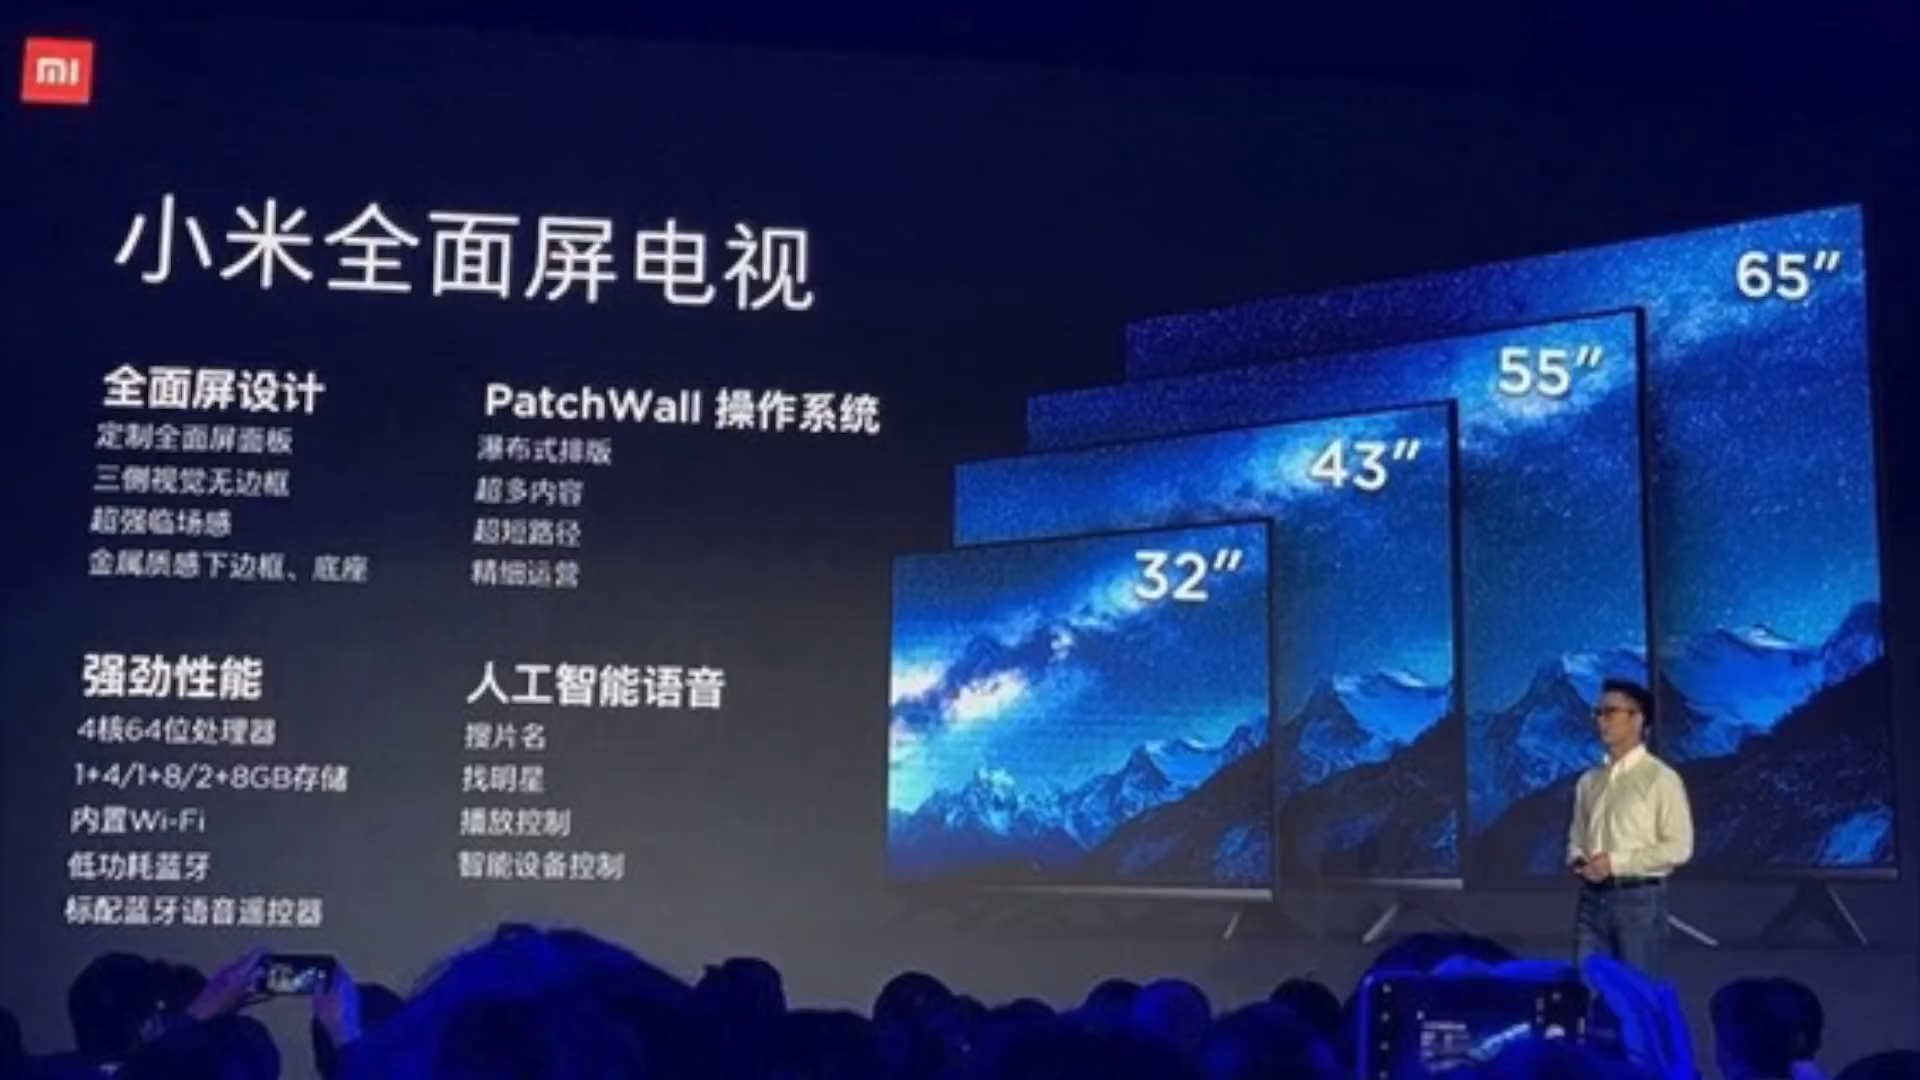 mi
小米全面屏电视
全面屏设计
定制全面屏面板
三侧视觉无边框
超强临场感
金属质感下边框、底座
PatchWall 操作系统
瀑布式排版
超多内容
超短路径
精细运营
强劲性能
4核64位处理器
1+4/1+8/2+8GB存储
内置Wi-Fi
低功耗蓝牙
标配蓝牙语音遥控器
人工智能语音
搜片名
找明星
播放控制
智能设备控制
65"
55"
43"
32"